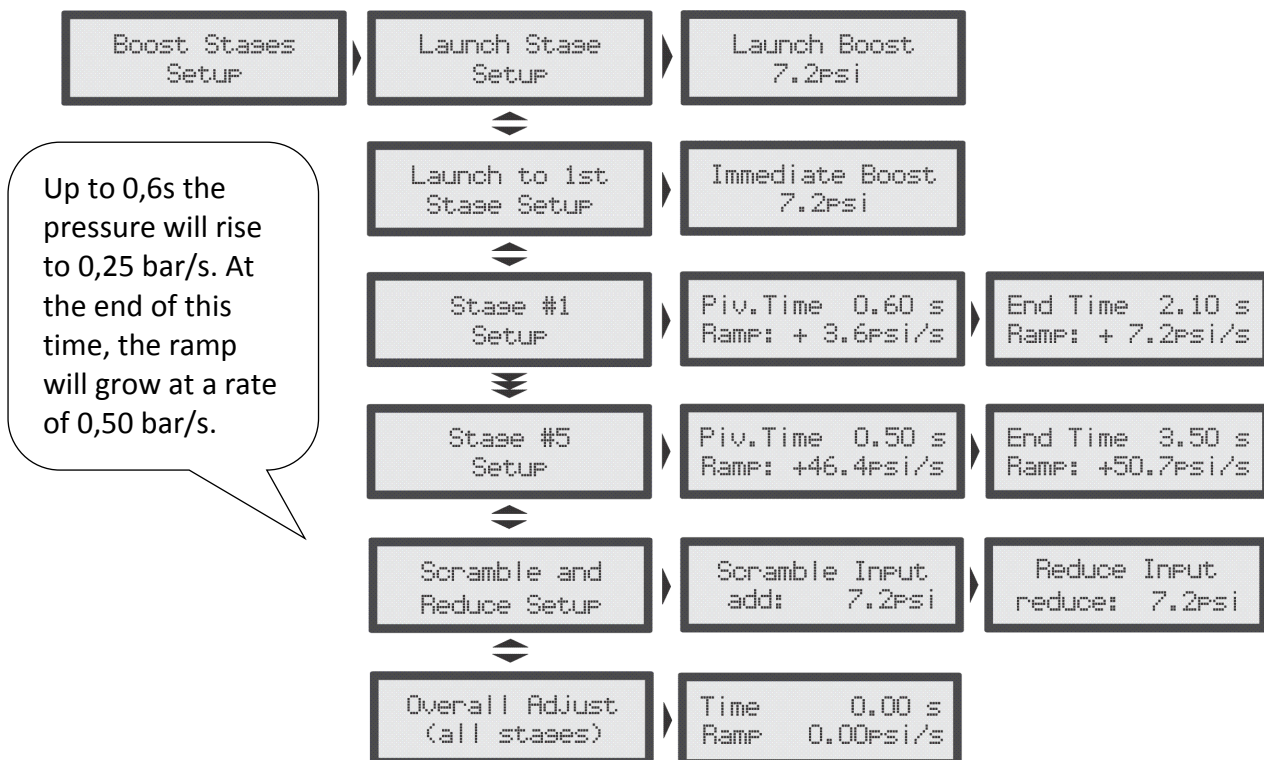 Boost Stages
Setup
Launch Stage
Setup
Launch Boost
7.2psi
Launch to 1st
Stage Setup
Immediate Boost
7.2psi
Up to 0,6s the
pressure will rise
to 0,25 bar/s. At
the end of this
time, the ramp
will grow at a rate
of 0,50 bar/s.
Stage #1
Setup
Piv.Time 0.60 s
Ramp: + 3.6psi/s
End Time 2.10 s
Ramp: + 7.2psi/s
Stage #5
Setup
Piv.Time 0.50 s
Ramp: +46.4psi/s
End Time 3.50 s
Ramp: +50.7psi/s
Scramble and
Reduce Setup
Scramble Input
add: 7.2psi
Reduce Input
reduce: 7.2psi
Overall Adjust
(all stages)
Time 0.00 s
Ramp 0.00psi/s